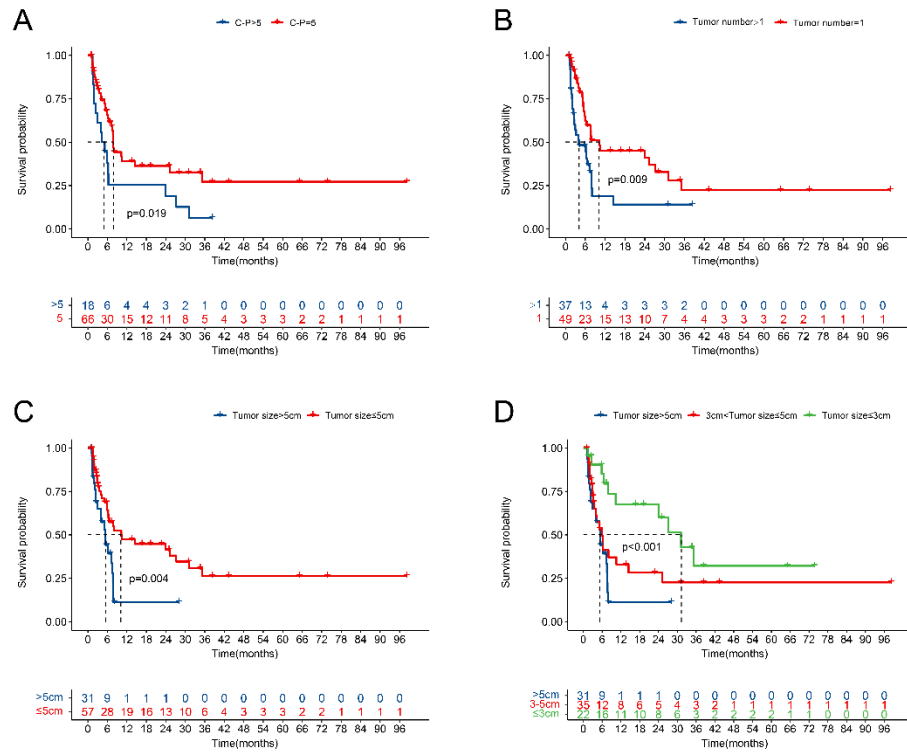 A
C-P>5 C-P=5
1.00
0.75
0.50
0.25
0.00
Survival probability
p=0.019
0 6 12 18 24 30 36 42 48 54 60 66 72 78 84 90 96
Time(months)
>5 18 6 4 4 3 2 1 0 0 0 0 0 0 0 0 0 0
5 66 30 15 12 11 8 5 4 3 3 3 2 2 1 1 1 1
0 6 12 18 24 30 36 42 48 54 60 66 72 78 84 90 96
Time(months)
B
Tumor number>1 Tumor number=1
1.00
0.75
0.50
0.25
0.00
Survival probability
p=0.009
0 6 12 18 24 30 36 42 48 54 60 66 72 78 84 90 96
Time(months)
>1 37 13 4 3 3 3 2 0 0 0 0 0 0 0 0 0 0
1 49 23 15 13 10 7 4 4 3 3 3 2 2 1 1 1 1
0 6 12 18 24 30 36 42 48 54 60 66 72 78 84 90 96
Time(months)
C
Tumor size>5cm Tumor size≤5cm
1.00
0.75
0.50
0.25
0.00
Survival probability
p=0.004
0 6 12 18 24 30 36 42 48 54 60 66 72 78 84 90 96
Time(months)
>5cm 31 9 1 1 1 0 0 0 0 0 0 0 0 0 0 0 0
≤5cm 57 28 19 16 13 10 6 4 3 3 3 2 2 1 1 1 1
0 6 12 18 24 30 36 42 48 54 60 66 72 78 84 90 96
Time(months)
D
Tumor size>5cm 3cm<Tumor size≤5cm Tumor size≤3cm
1.00
0.75
0.50
0.25
0.00
Survival probability
p<0.001
0 6 12 18 24 30 36 42 48 54 60 66 72 78 84 90 96
Time(months)
>5cm 31 9 1 1 1 0 0 0 0 0 0 0 0 0 0 0 0
3-5cm 35 12 8 6 5 4 3 2 1 1 1 1 1 1 1 1 1
≤3cm 22 16 11 10 8 6 3 2 2 2 2 1 1 0 0 0 0
0 6 12 18 24 30 36 42 48 54 60 66 72 78 84 90 96
Time(months)